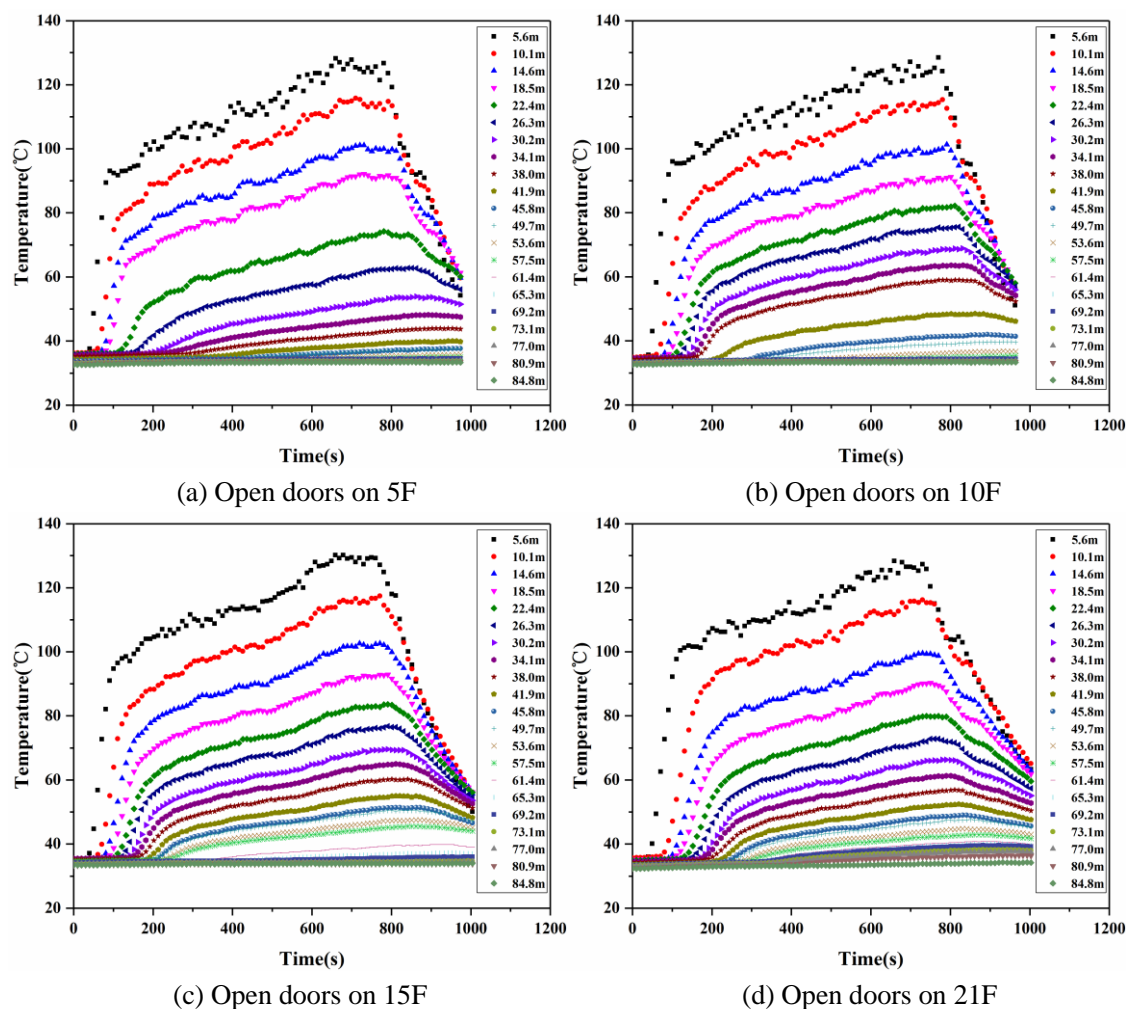 Temperature(℃)
140
120
100
80
60
40
20
0
200
400
600
800
1000
1200
Time(s)
5.6m
10.1m
14.6m
18.5m
22.4m
26.3m
30.2m
34.1m
38.0m
41.9m
45.8m
49.7m
53.6m
57.5m
61.4m
65.3m
69.2m
73.1m
77.0m
80.9m
84.8m
(a) Open doors on 5F
Temperature(℃)
140
120
100
80
60
40
20
0
200
400
600
800
1000
1200
Time(s)
5.6m
10.1m
14.6m
18.5m
22.4m
26.3m
30.2m
34.1m
38.0m
41.9m
45.8m
49.7m
53.6m
57.5m
61.4m
65.3m
69.2m
73.1m
77.0m
80.9m
84.8m
(b) Open doors on 10F
Temperature(℃)
140
120
100
80
60
40
20
0
200
400
600
800
1000
1200
Time(s)
5.6m
10.1m
14.6m
18.5m
22.4m
26.3m
30.2m
34.1m
38.0m
41.9m
45.8m
49.7m
53.6m
57.5m
61.4m
65.3m
69.2m
73.1m
77.0m
80.9m
84.8m
(c) Open doors on 15F
Temperature(℃)
140
120
100
80
60
40
20
0
200
400
600
800
1000
1200
Time(s)
5.6m
10.1m
14.6m
18.5m
22.4m
26.3m
30.2m
34.1m
38.0m
41.9m
45.8m
49.7m
53.6m
57.5m
61.4m
65.3m
69.2m
73.1m
77.0m
80.9m
84.8m
(d) Open doors on 21F